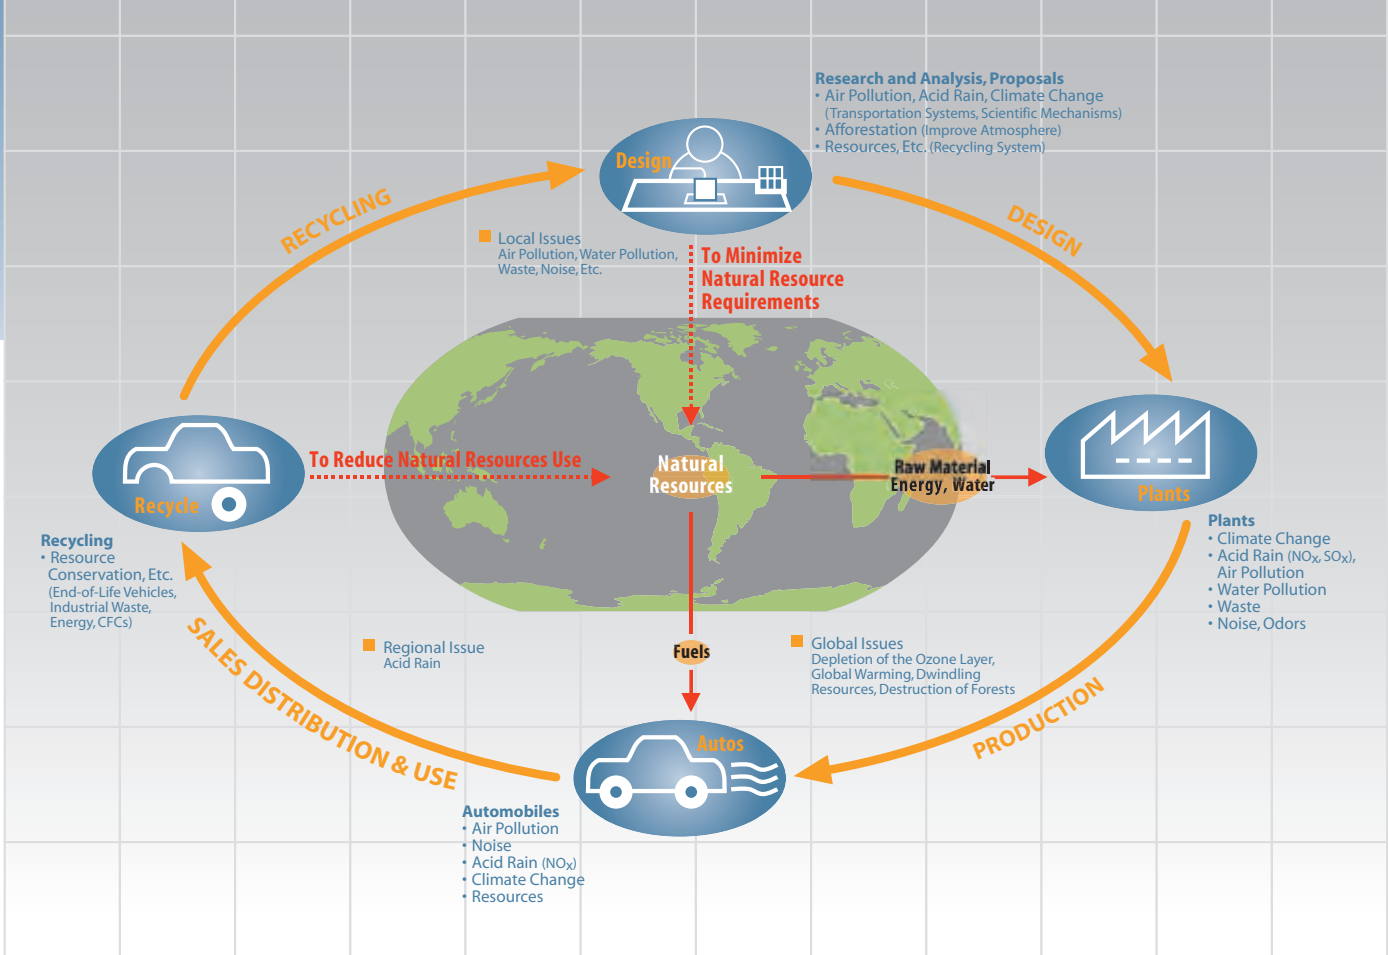 Research and Analysis, Proposals
• Air Pollution, Acid Rain, Climate Change
(Transportation Systems, Scientific Mechanisms)
• Afforestation (Improve Atmosphere)
• Resources, Etc. (Recycling System)
Design
RECYCLING
DESIGN
Local Issues
Air Pollution, Water Pollution,
Waste, Noise, Etc.
To Minimize
Natural Resource
Requirements
To Reduce Natural Resources Use
Natural
Resources
Raw Material
Energy, Water
Recycle
Plants
Recycling
• Resource
Conservation, Etc.
(End-of-Life Vehicles,
Industrial Waste,
Energy, CFCs)
Plants
• Climate Change
• Acid Rain (NOx, SOx),
Air Pollution
• Water Pollution
• Waste
• Noise, Odors
Regional Issue
Acid Rain
Fuels
Global Issues
Depletion of the Ozone Layer,
Global Warming, Dwindling
Resources, Destruction of Forests
SALES DISTRIBUTION & USE
PRODUCTION
Autos
Automobiles
• Air Pollution
• Noise
• Acid Rain (NOx)
• Climate Change
• Resources